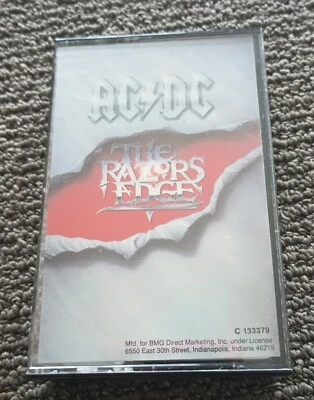 AC/DC
THE
RAZORS
EDGE
C 133379
Mfd. for BMG Direct Marketing, Inc. under License
6550 East 30th Street, Indianapolis, Indiana 46219